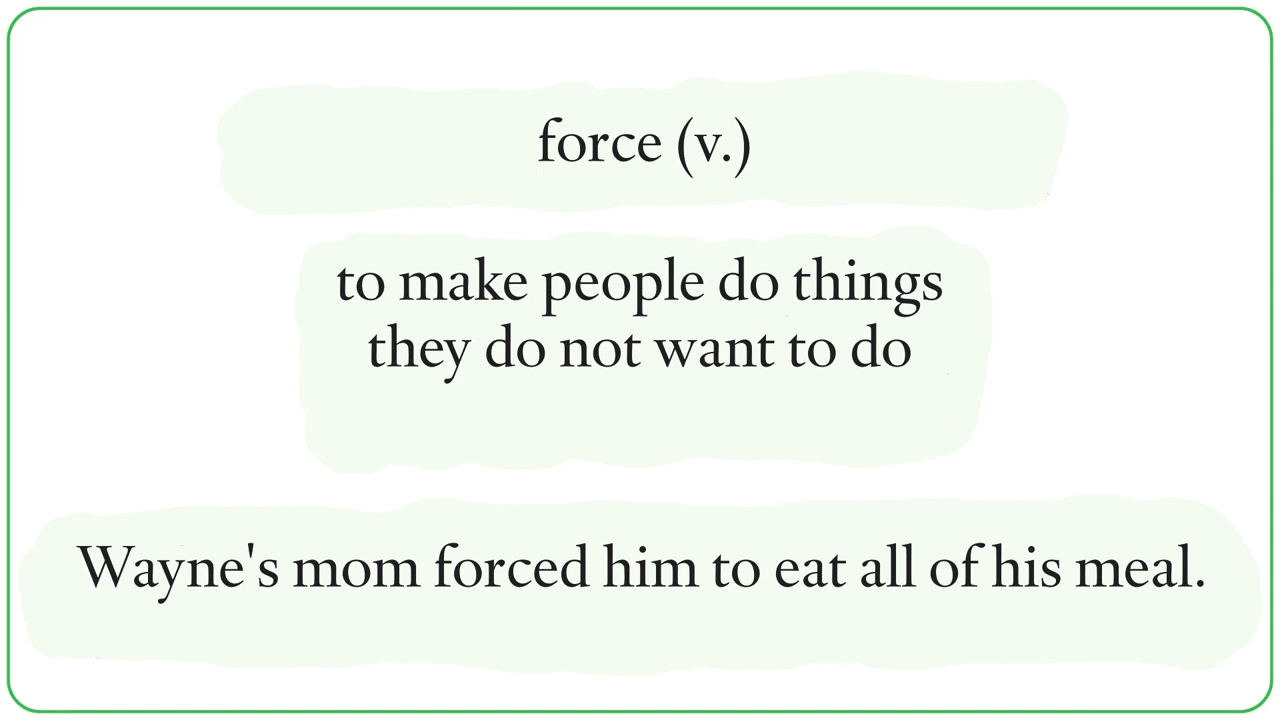 force (v.)
to make people do things
they do not want to do
Wayne's mom forced him to eat all of his meal.